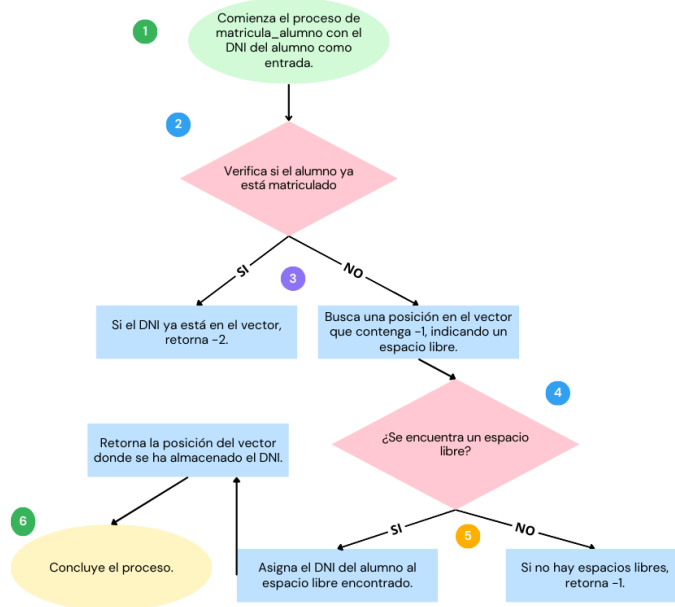 1
Comienza el proceso de
matricula_alumno con el
DNI del alumno como
entrada.
2
Verifica si el alumno ya
está matriculado
SI
NO
3
Si el DNI ya está en el vector,
retorna -2.
Busca una posición en el vector
que contenga -1, indicando un
espacio libre.
4
¿Se encuentra un espacio
libre?
Retorna la posición del vector
donde se ha almacenado el DNI.
SI
NO
5
6
Concluye el proceso.
Asigna el DNI del alumno al
espacio libre encontrado.
Si no hay espacios libres,
retorna -1.